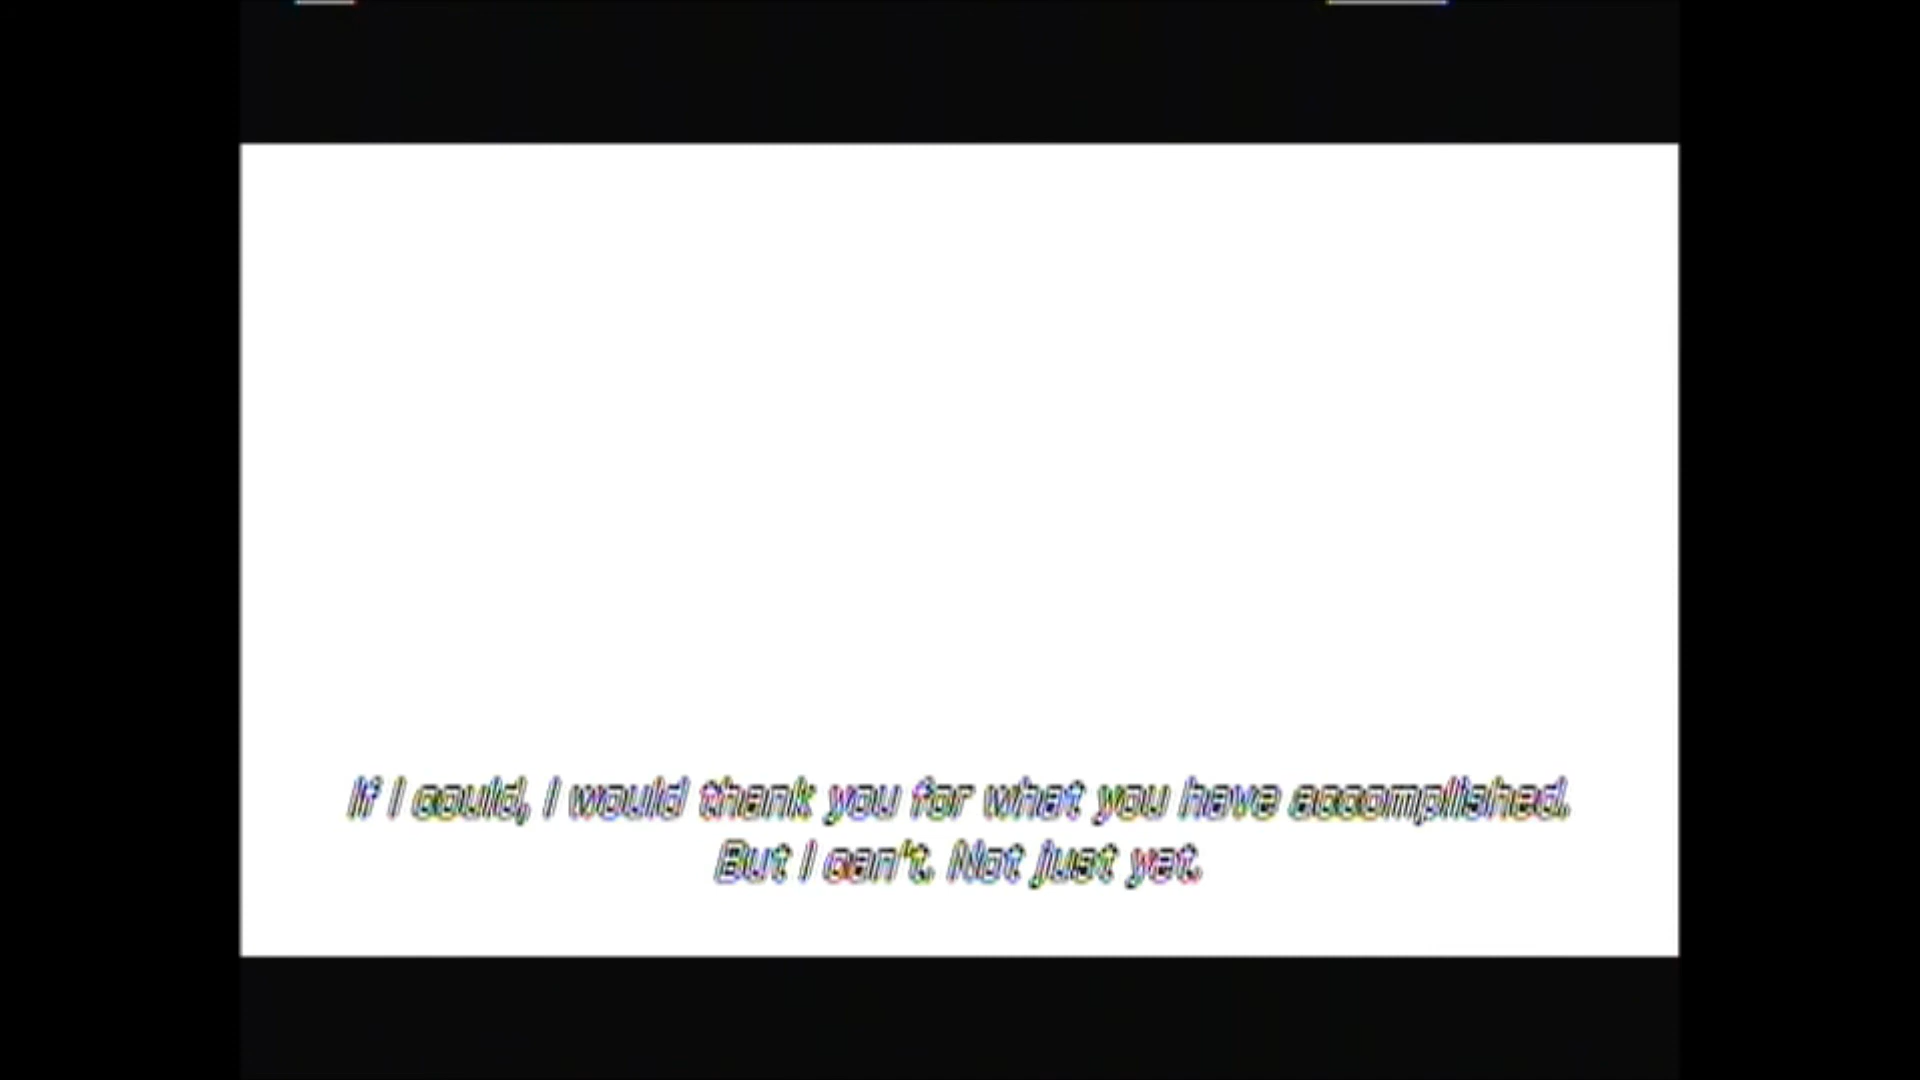 If I could, I would thank you for what you have accomplished.
But I can't. Not just yet.